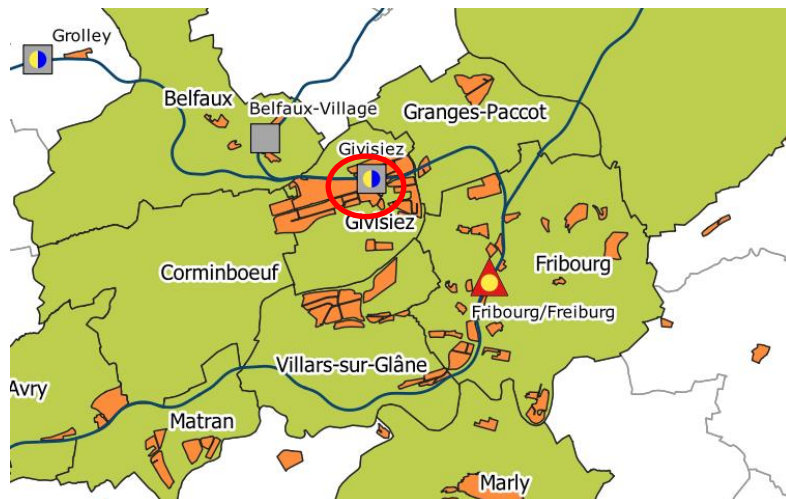 Grolley
Belfaux
Belfaux-Village
Granges-Paccot
Givisiez
Givisiez
Corminboeuf
Fribourg
Fribourg/Freiburg
Villars-sur-Glâne
Avry
Matran
Marly